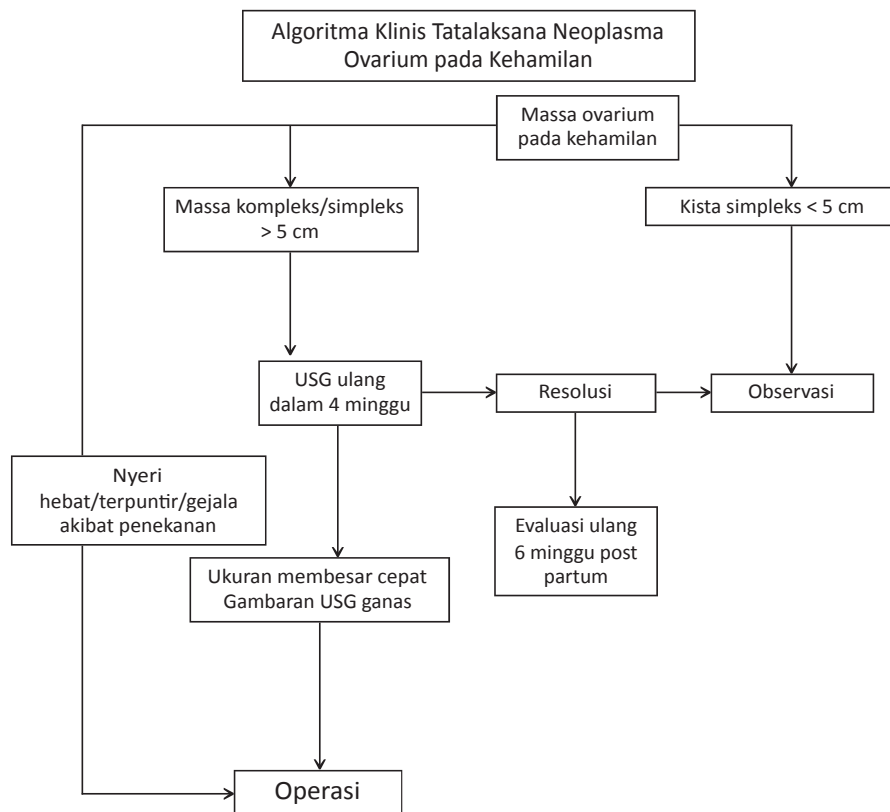 Algoritma Klinis Tatalaksana Neoplasma
Ovarium pada Kehamilan
Massa ovarium
pada kehamilan
Massa kompleks/simpleks
> 5 cm
Kista simpleks < 5 cm
USG ulang
dalam 4 minggu
Resolusi
Observasi
Nyeri
hebat/terpuntir/gejala
akibat penekanan
Evaluasi ulang
6 minggu post
partum
Ukuran membesar cepat
Gambaran USG ganas
Operasi